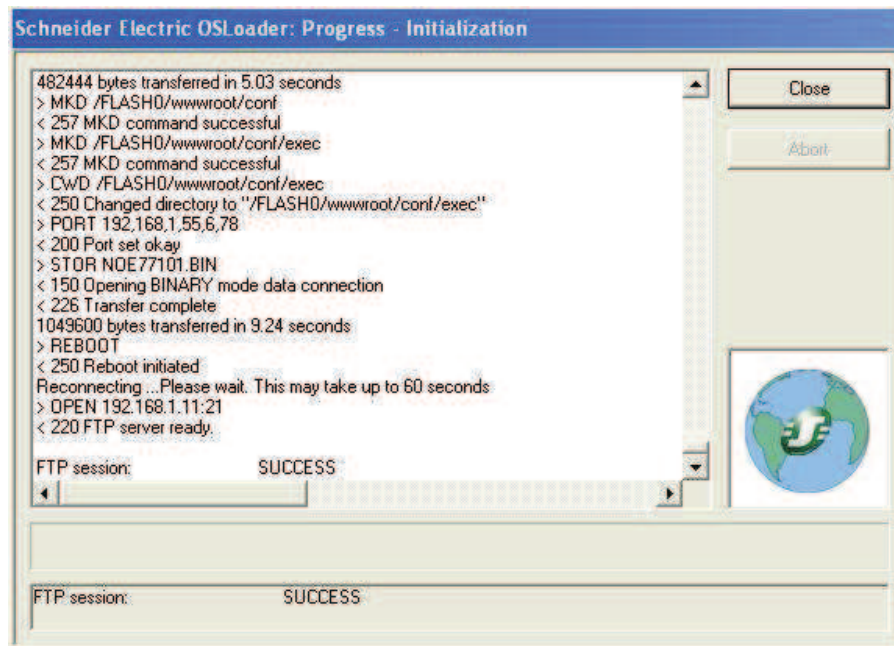 Schneider Electric OSLoader: Progress - Initialization
482444 bytes transferred in 5.03 seconds
> MKD /FLASH0/wwwroot/conf
< 257 MKD command successful
> MKD /FLASH0/wwwroot/conf/exec
< 257 MKD command successful
> CWD /FLASH0/wwwroot/conf/exec
< 250 Changed directory to "/FLASH0/wwwroot/conf/exec"
> PORT 192,168,1,55,6,78
< 200 Port set okay
> STOR NOE77101.BIN
< 150 Opening BINARY mode data connection
< 226 Transfer complete
1049600 bytes transferred in 9.24 seconds
> REBOOT
< 250 Reboot initiated
Reconnecting ...Please wait. This may take up to 60 seconds
> OPEN 192.168.1.11:21
< 220 FTP server ready.
FTP session: SUCCESS
Close
Abort
FTP session: SUCCESS